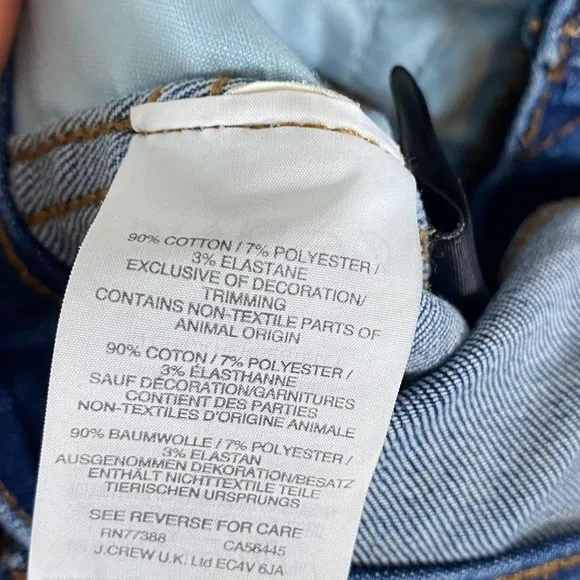 90% COTTON / 7% POLYESTER /
3% ELASTANE
EXCLUSIVE OF DECORATION/
TRIMMING
CONTAINS NON-TEXTILE PARTS OF
ANIMAL ORIGIN
90% COTON / 7% POLYESTER /
3% ÉLASTHANNE
SAUF DÉCORATION/GARNITURES
CONTIENT DES PARTIES
NON-TEXTILES D'ORIGINE ANIMALE
90% BAUMWOLLE / 7% POLYESTER /
3% ELASTAN
AUSGENOMMEN DEKORATION/BESATZ
ENTHÄLT NICHTTEXTILE TEILE
TIERISCHEN URSPRUNGS
SEE REVERSE FOR CARE
RN77388 CA56445
J.CREW U.K. Ltd EC4V 6JA